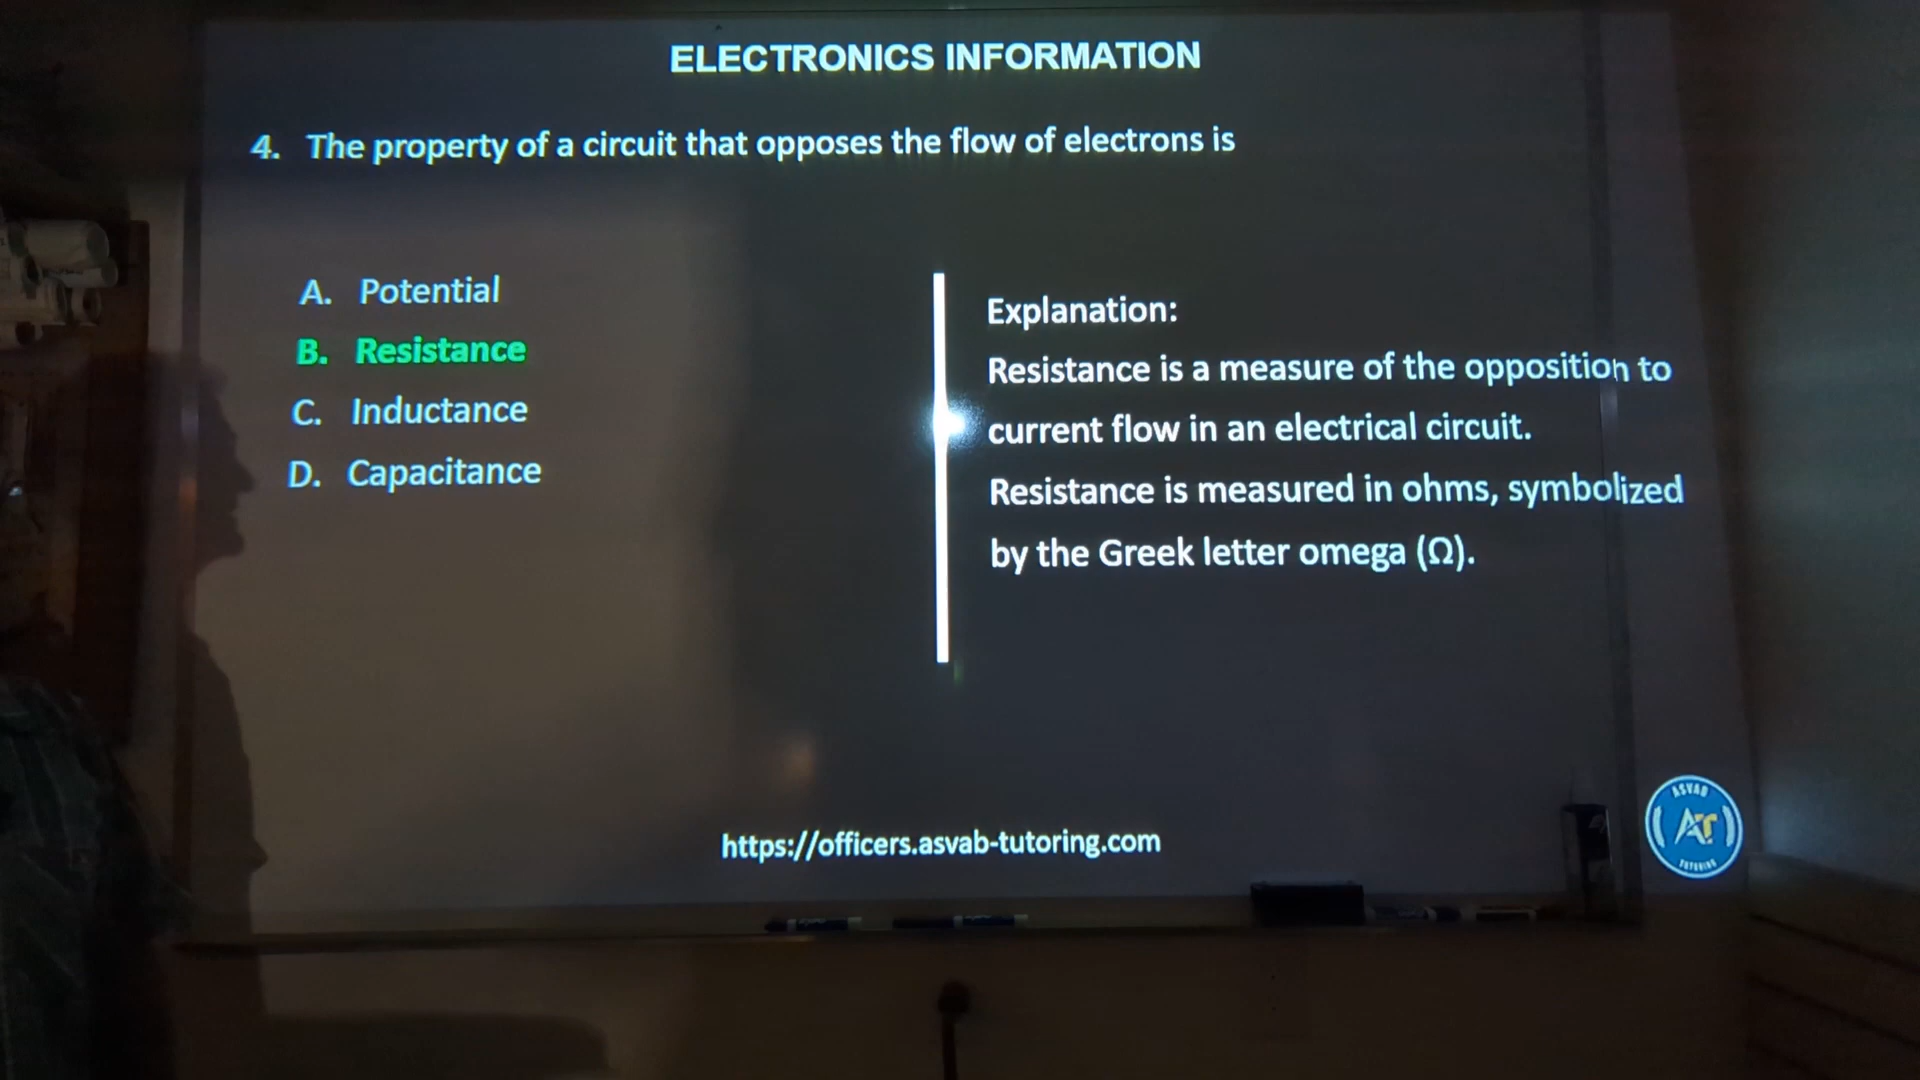 ELECTRONICS INFORMATION
4. The property of a circuit that opposes the flow of electrons is
A. Potential
B. Resistance
C. Inductance
D. Capacitance
Explanation:
Resistance is a measure of the opposition to
current flow in an electrical circuit.
Resistance is measured in ohms, symbolized
by the Greek letter omega (Ω).
https://officers.asvab-tutoring.com
ASVAB
AT
TUTORING